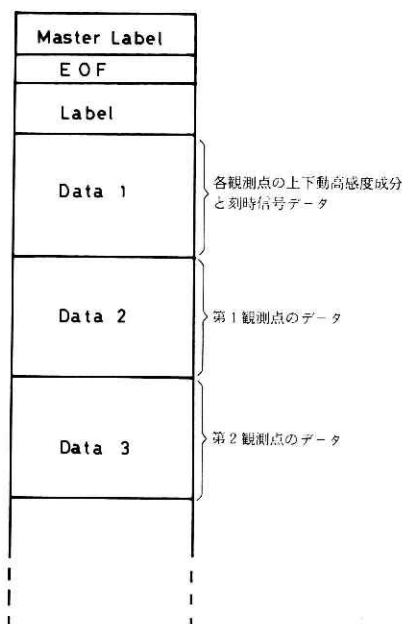 Master Label
EOF
Label
Data 1
各観測点の上下動高感度成分
と刻時信号データ
Data 2
第1観測点のデータ
Data 3
第2観測点のデータ